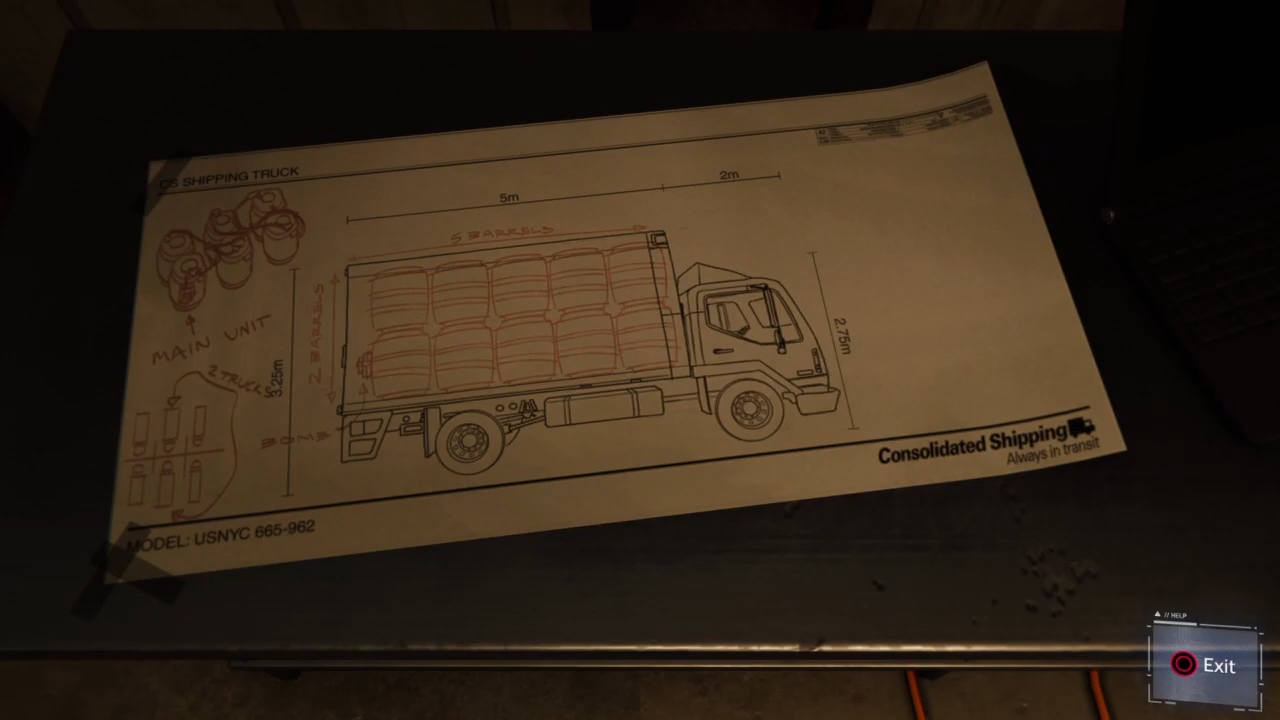 CS SHIPPING TRUCK
5m
2m
5 BARRELS
2 BARRELS
MAIN UNIT
2 TRUCKS
3.25m
2.75m
Consolidated Shipping
Always in transit
MODEL: USNYC 665-962
// HELP
Exit